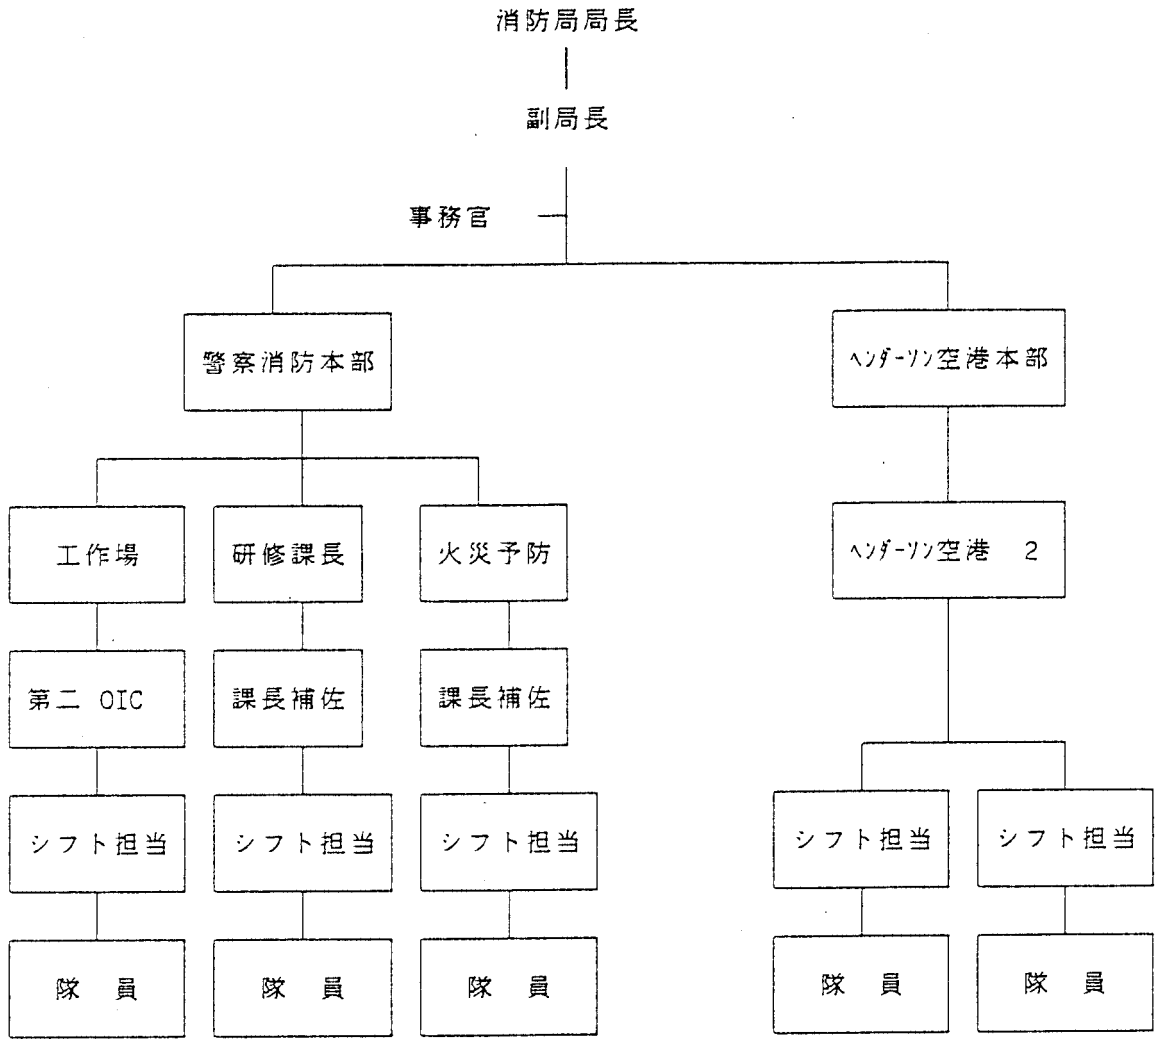 消防局局長
副局長
事務官
警察消防本部
ヘンダーソン空港本部
工作場
研修課長
火災予防
ヘンダーソン空港 2
第二 OIC
課長補佐
課長補佐
シフト担当
シフト担当
シフト担当
シフト担当
シフト担当
隊 員
隊 員
隊 員
隊 員
隊 員